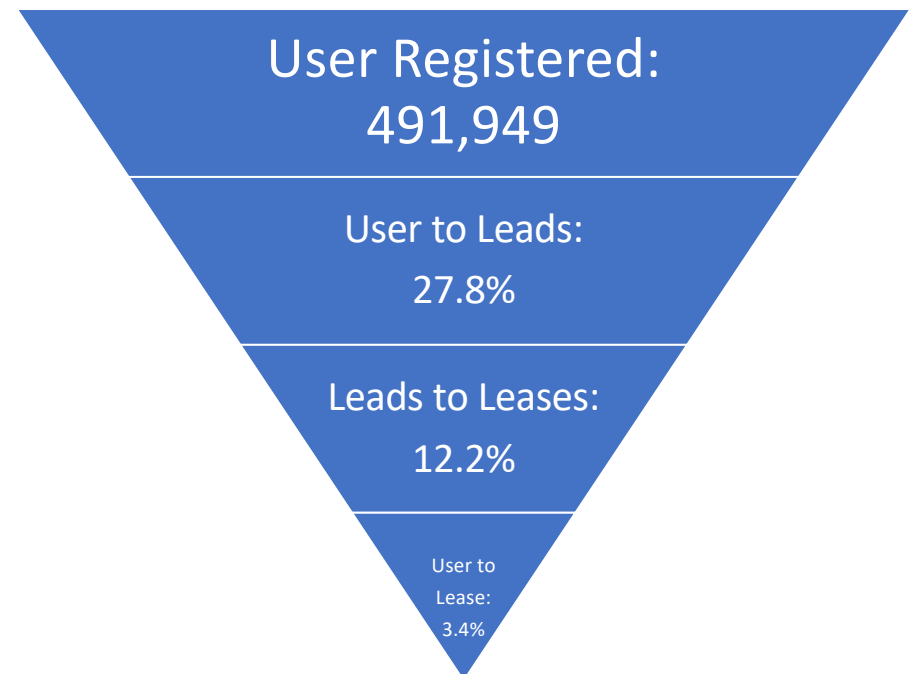 User Registered:
491,949
User to Leads:
27.8%
Leads to Leases:
12.2%
User to
Lease:
3.4%